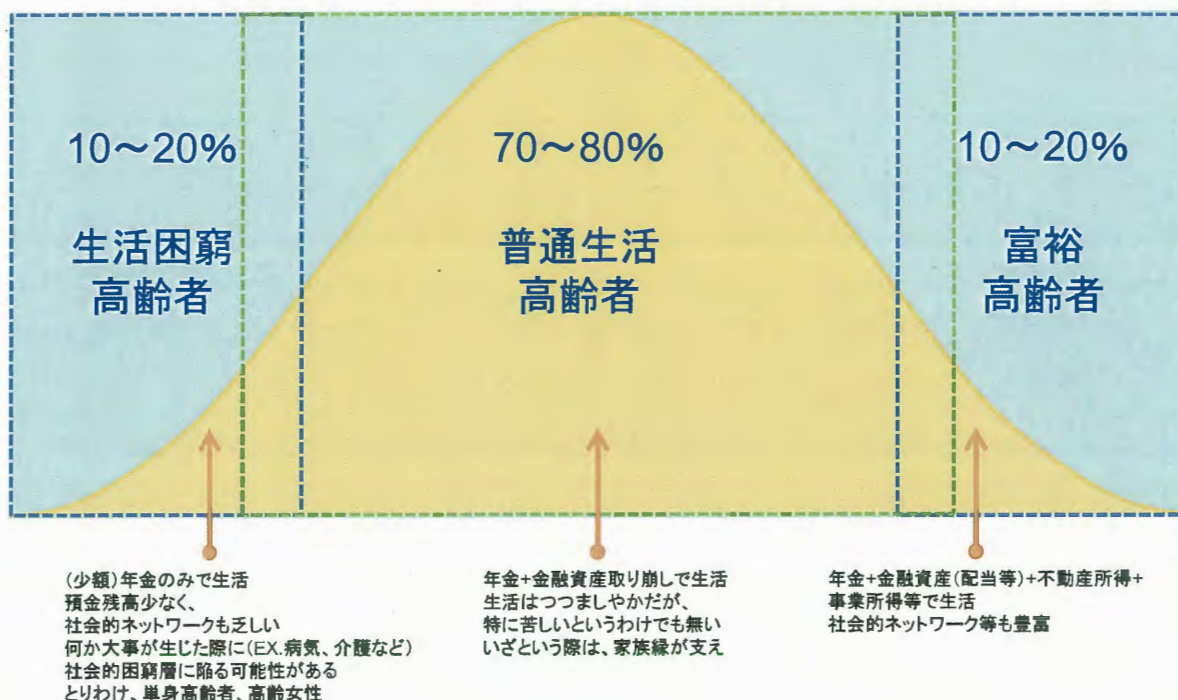 10～20%
生活困窮
高齢者
70～80%
普通生活
高齢者
10～20%
富裕
高齢者
(少額)年金のみで生活
預金残高少なく、
社会的ネットワークも乏しい
何か大事が生じた際に(EX.病気、介護など)
社会的困窮層に陥る可能性がある
とりわけ、単身高齢者、高齢女性
年金+金融資産取り崩しで生活
生活はつつましやかだが、
特に苦しいというわけでも無い
いざという際は、家族縁が支え
年金+金融資産(配当等)+不動産所得+
事業所得等で生活
社会的ネットワーク等も豊富